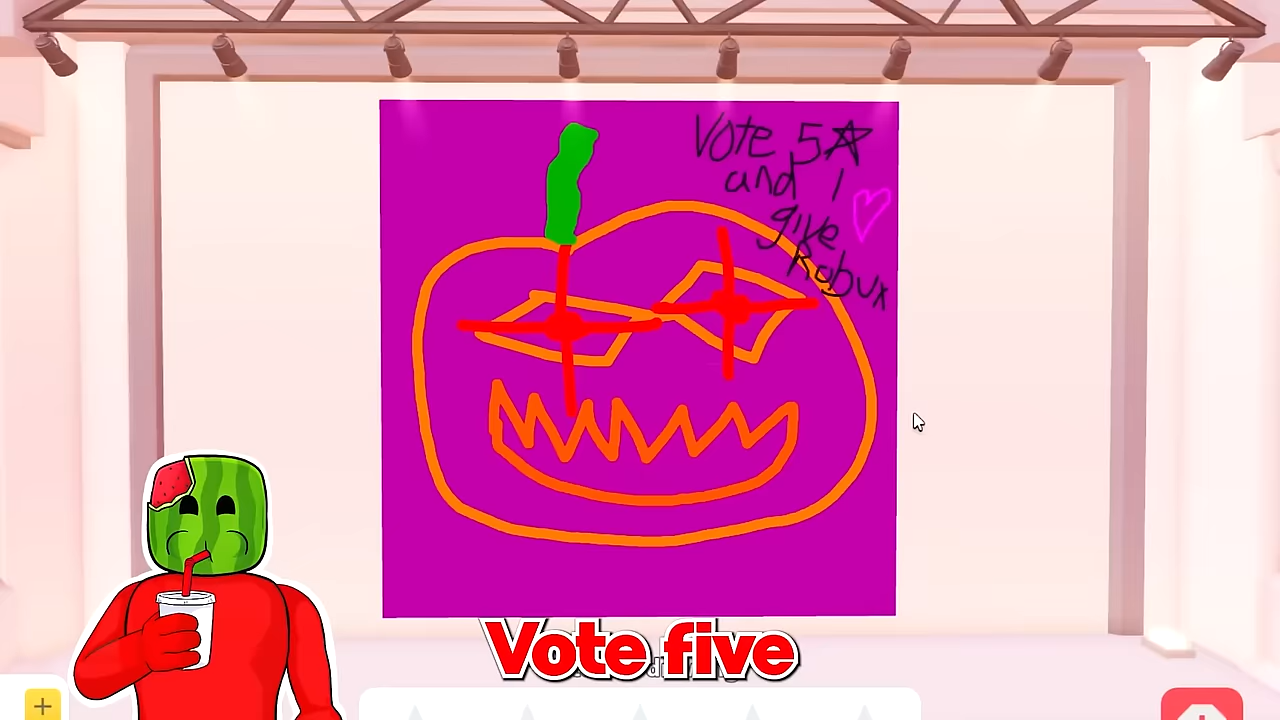 Vote 5☆
and I
give
Robux
Vote five